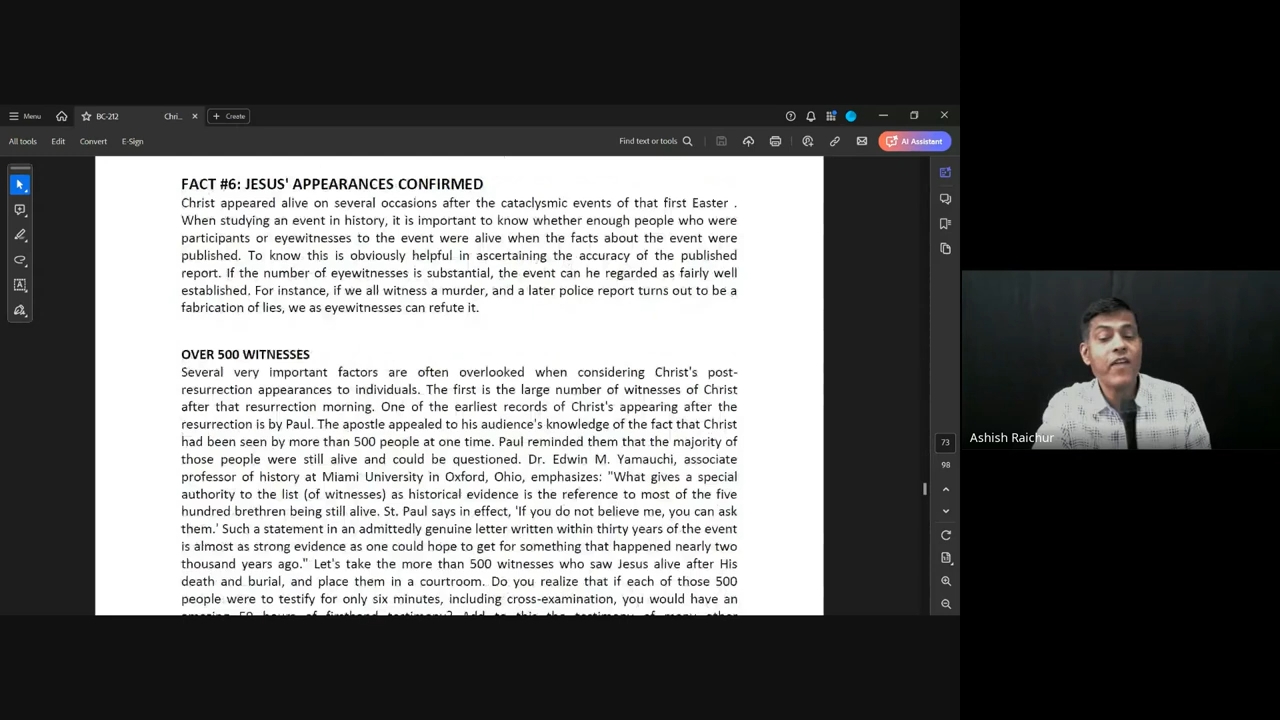 Menu
BC-212
Chri...
Create
All tools
Edit
Convert
E-Sign
Find text or tools
AI Assistant
FACT #6: JESUS' APPEARANCES CONFIRMED
Christ appeared alive on several occasions after the cataclysmic events of that first Easter .
When studying an event in history, it is important to know whether enough people who were
participants or eyewitnesses to the event were alive when the facts about the event were
published. To know this is obviously helpful in ascertaining the accuracy of the published
report. If the number of eyewitnesses is substantial, the event can he regarded as fairly well
established. For instance, if we all witness a murder, and a later police report turns out to be a
fabrication of lies, we as eyewitnesses can refute it.
OVER 500 WITNESSES
Several very important factors are often overlooked when considering Christ's post-
resurrection appearances to individuals. The first is the large number of witnesses of Christ
after that resurrection morning. One of the earliest records of Christ's appearing after the
resurrection is by Paul. The apostle appealed to his audience's knowledge of the fact that Christ
had been seen by more than 500 people at one time. Paul reminded them that the majority of
those people were still alive and could be questioned. Dr. Edwin M. Yamauchi, associate
professor of history at Miami University in Oxford, Ohio, emphasizes: "What gives a special
authority to the list (of witnesses) as historical evidence is the reference to most of the five
hundred brethren being still alive. St. Paul says in effect, 'If you do not believe me, you can ask
them.' Such a statement in an admittedly genuine letter written within thirty years of the event
is almost as strong evidence as one could hope to get for something that happened nearly two
thousand years ago." Let's take the more than 500 witnesses who saw Jesus alive after His
death and burial, and place them in a courtroom. Do you realize that if each of those 500
people were to testify for only six minutes, including cross-examination, you would have an
amazing 50 hours of firsthand testimony? Add to this the testimony of many other
73
98
Ashish Raichur